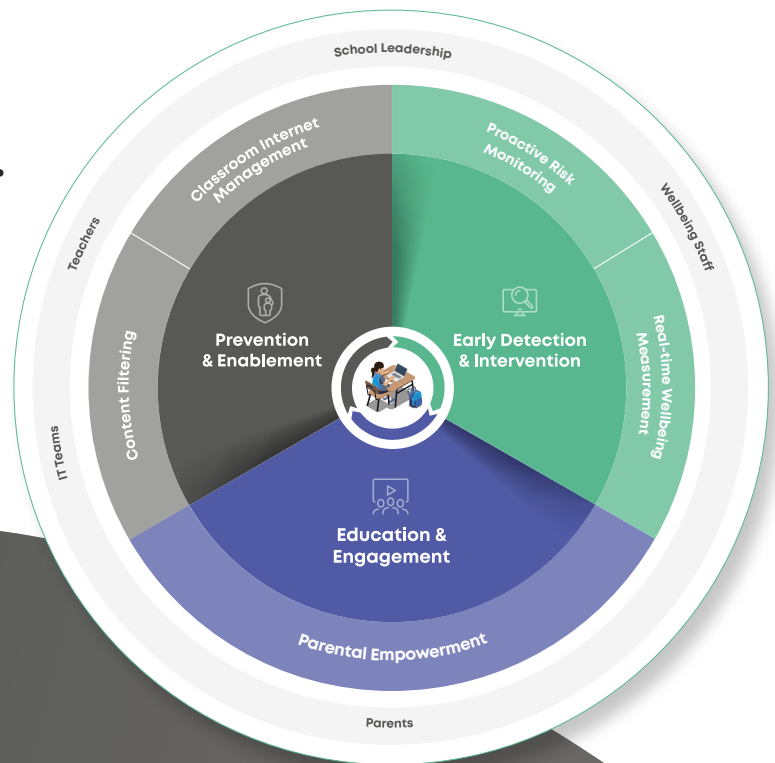 School Leadership
Classroom Internet
Management
Proactive Risk
Monitoring
Teachers
Wellbeing Staff
Prevention
& Enablement
Early Detection
& Intervention
Content Filtering
Real-time Wellbeing
Measurement
IT Teams
Education &
Engagement
Parental Empowerment
Parents